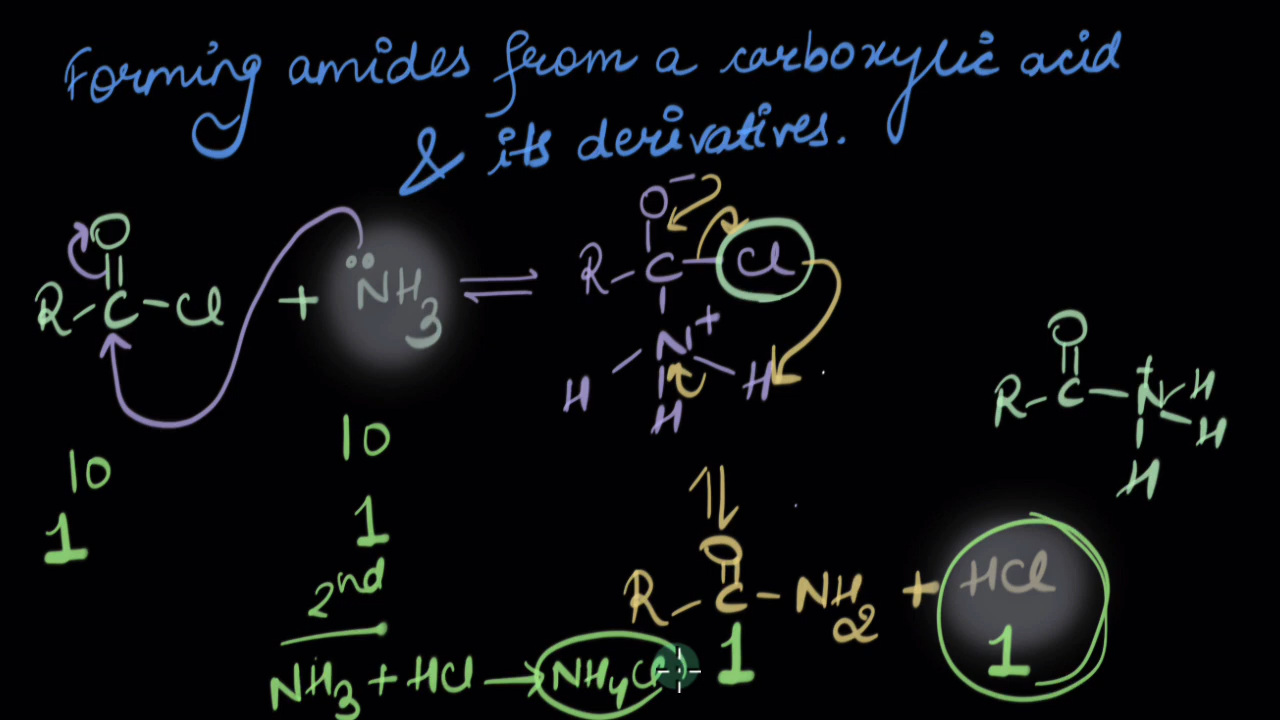 Forming amides from a carboxylic acid
& its derivatives.
O
R-C-Cl + NH3 ⇌
O-
R-C-Cl
N+
H H H
O
R-C-N+
H
H
H
10 10
1 1
2nd
O
R-C-NH2 + HCl
1 1
NH3 + HCl → NH4Cl